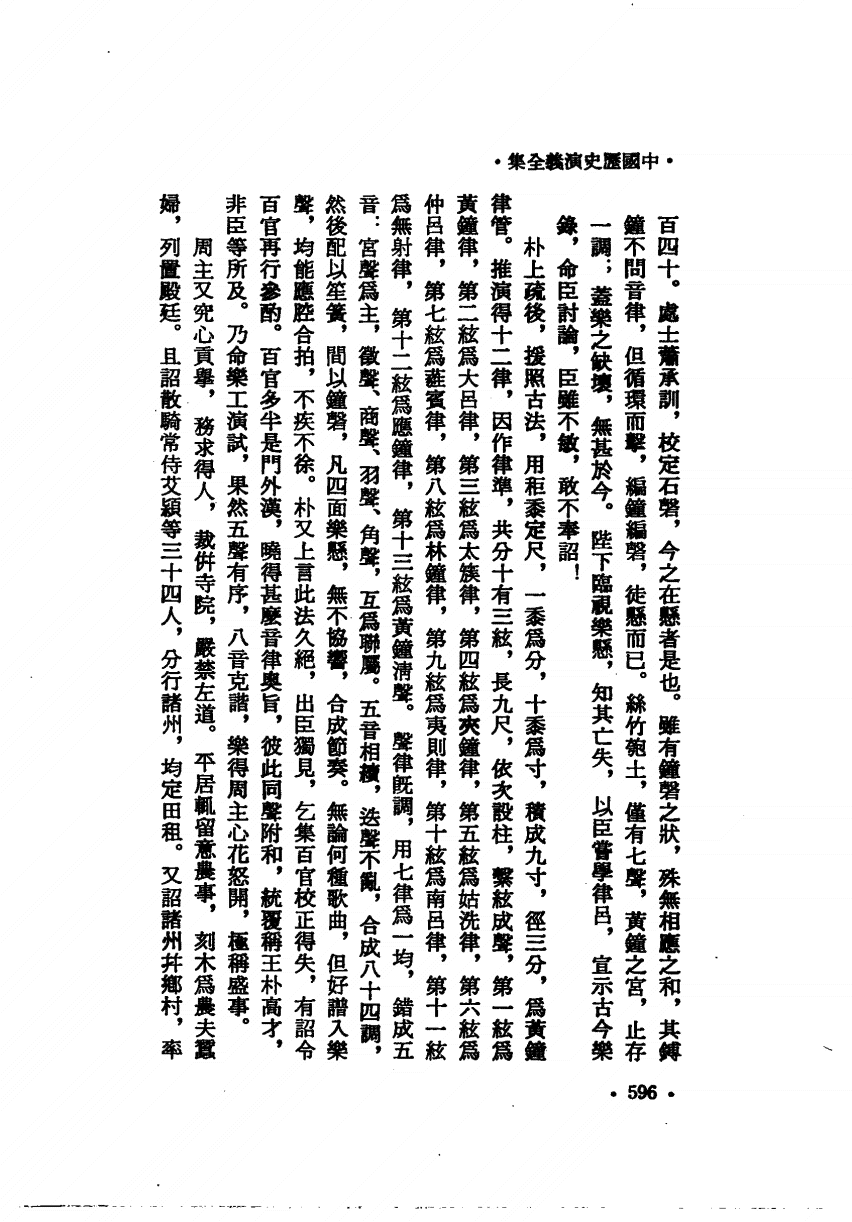 ·中國歷史演義全集·
百四十。處士蕭承訓，校定石磬，今之在懸者是也。雖有鐘磬之狀，殊無相應之和，其鎛
鐘不問音律，但循環而擊，編鐘編磬，徒懸而已。絲竹匏土，僅有七聲，黃鐘之宮，止存
一調；蓋樂之缺壞，無甚於今。陛下臨視樂懸，知其亡失，以臣嘗學律呂，宣示古今樂
錄，命臣討論，臣雖不敏，敢不奉詔！
朴上疏後，援照古法，用秬黍定尺，一黍爲分，十黍爲寸，積成九寸，徑三分，爲黃鐘
律管。推演得十二律，因作律準，共分十有三絃，長九尺，依次設柱，繫絃成聲，第一絃爲
黃鐘律，第二絃爲大呂律，第三絃爲太簇律，第四絃爲夾鐘律，第五絃爲姑洗律，第六絃爲
仲呂律，第七絃爲蕤賓律，第八絃爲林鐘律，第九絃爲夷則律，第十絃爲南呂律，第十一絃
爲無射律，第十二絃爲應鐘律，第十三絃爲黃鐘淸聲。聲律旣調，用七律爲一均，錯成五
音：宮聲爲主，徵聲、商聲、羽聲、角聲，互爲聯屬。五音相續，迭聲不亂，合成八十四調，
然後配以笙簧，間以鐘磬，凡四面樂懸，無不協響，合成節奏。無論何種歌曲，但好譜入樂
聲，均能應腔合拍，不疾不徐。朴又上言此法久絕，出臣獨見，乞集百官校正得失，有詔令
百官再行參酌。百官多半是門外漢，曉得甚麼音律奧旨，彼此同聲附和，統覆稱王朴高才，
非臣等所及。乃命樂工演試，果然五聲有序，八音克諧，樂得周主心花怒開，極稱盛事。
周主又究心貢舉，務求得人，裁倂寺院，嚴禁左道。平居輒留意農事，刻木爲農夫蠶
婦，列置殿廷。且詔散騎常侍艾穎等三十四人，分行諸州，均定田租。又詔諸州幷鄉村，率
·596·